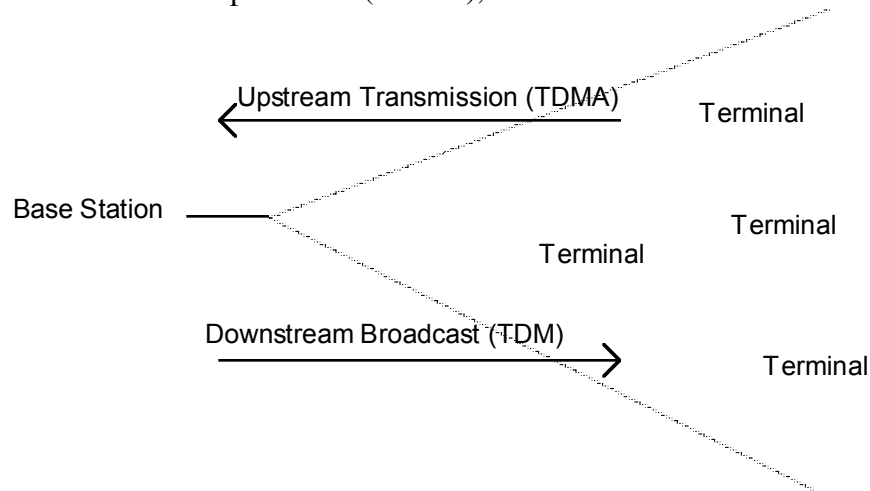 Upstream Transmission (TDMA)
Terminal
Base Station
Terminal
Terminal
Downstream Broadcast (TDM)
Terminal